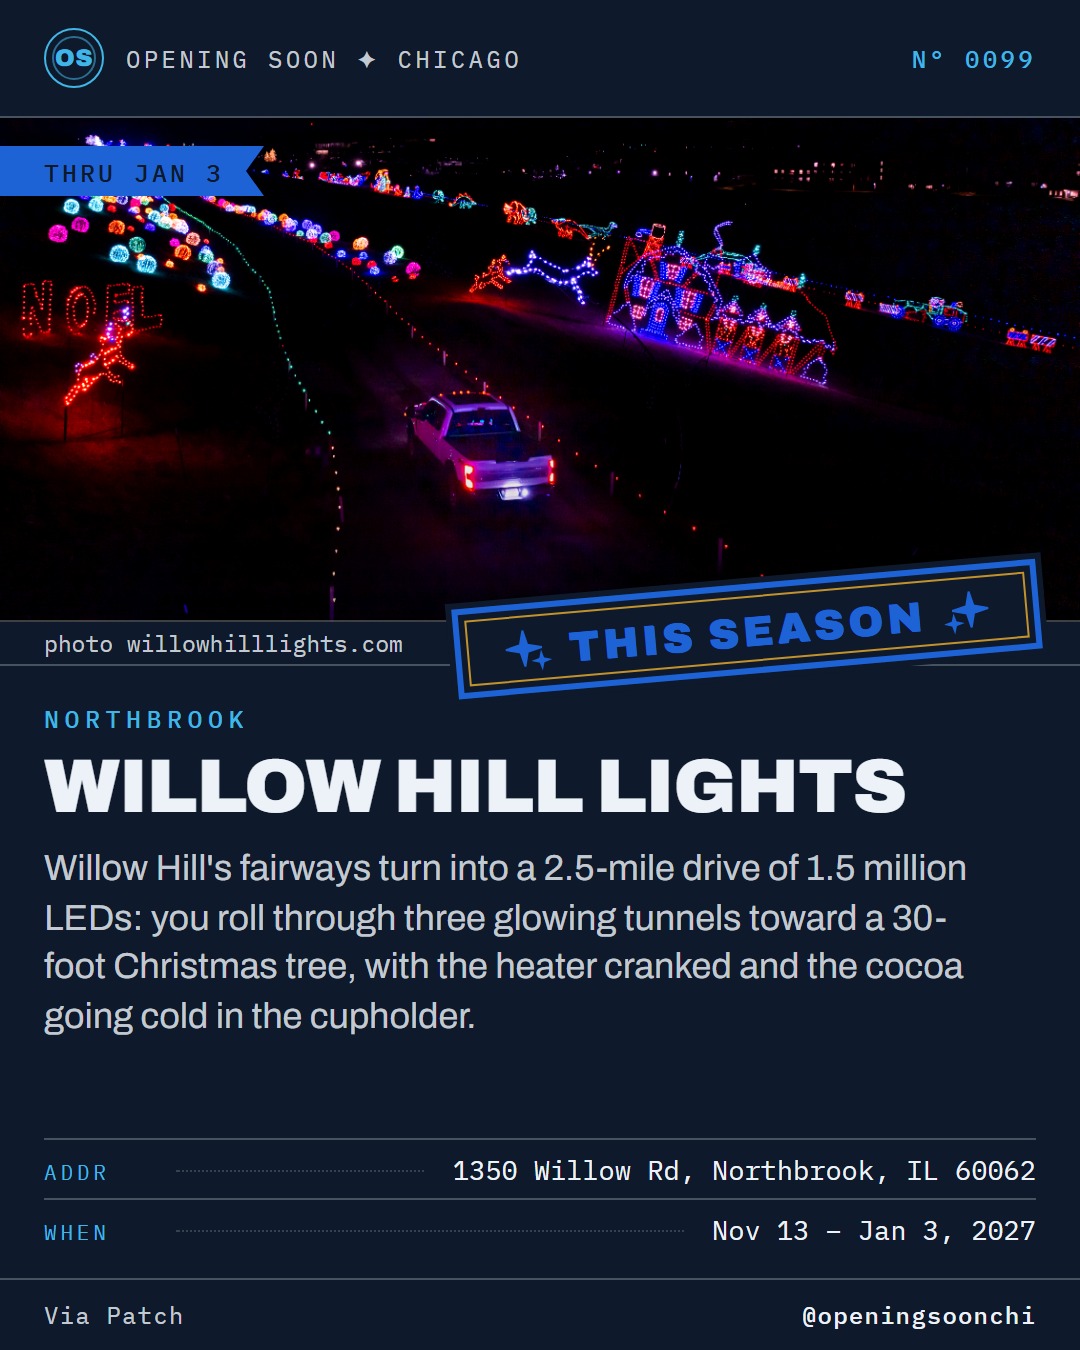 OS OPENING SOON ✦ CHICAGO
N° 0099
THRU JAN 3
NOEL
photo willowhilllights.com
THIS SEASON
NORTHBROOK
WILLOW HILL LIGHTS
Willow Hill's fairways turn into a 2.5-mile drive of 1.5 million
LEDs: you roll through three glowing tunnels toward a 30-
foot Christmas tree, with the heater cranked and the cocoa
going cold in the cupholder.
ADDR 1350 Willow Rd, Northbrook, IL 60062
WHEN Nov 13 – Jan 3, 2027
Via Patch
@openingsoonchi